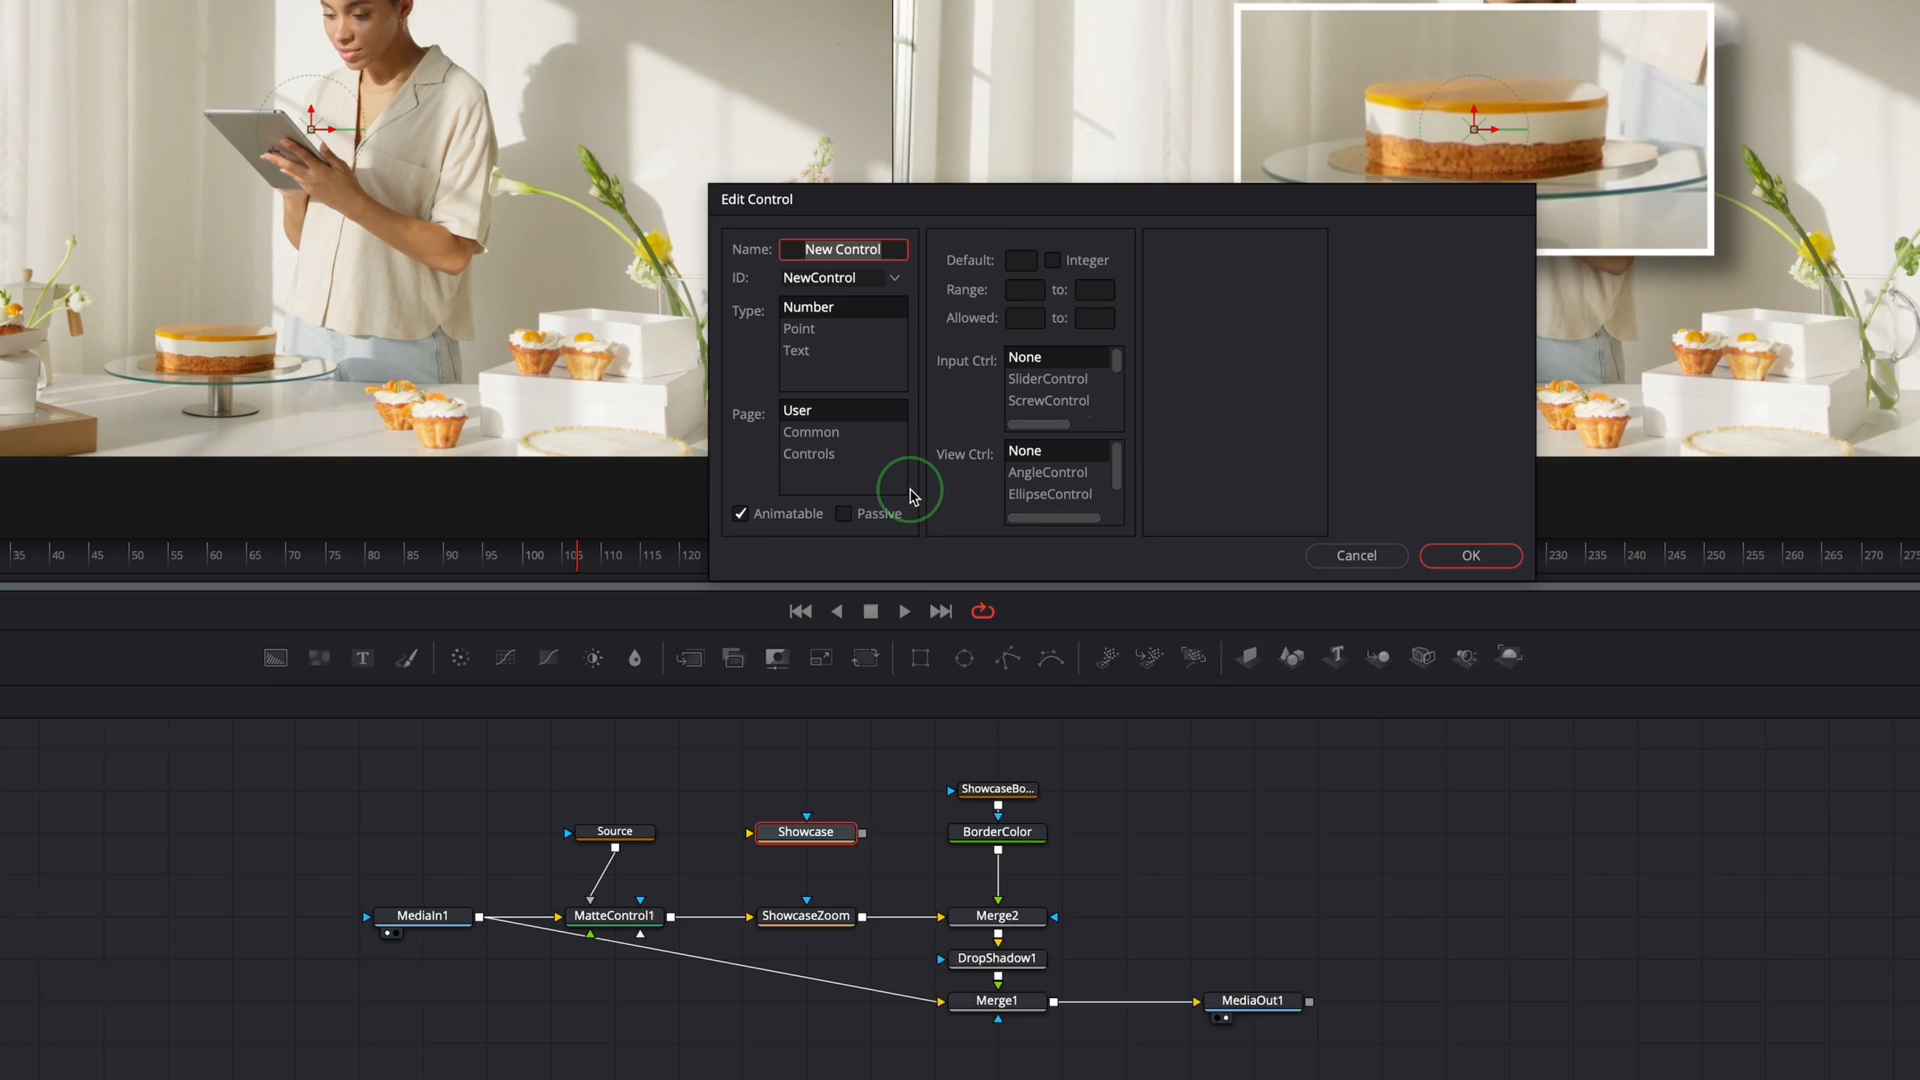 Edit Control
Name: New Control
ID: NewControl
Type: Number
Point
Text
Page: User
Common
Controls
Animatable Passive
Default: Integer
Range: to:
Allowed: to:
Input Ctrl: None
SliderControl
ScrewControl
View Ctrl: None
AngleControl
EllipseControl
Cancel OK
35 40 45 50 55 60 65 70 75 80 85 90 95 100 105 110 115 120 230 235 240 245 250 255 260 265 270 275
T
T
ShowcaseBo...
Source Showcase BorderColor
MediaIn1 MatteControl1 ShowcaseZoom Merge2
DropShadow1
Merge1 MediaOut1